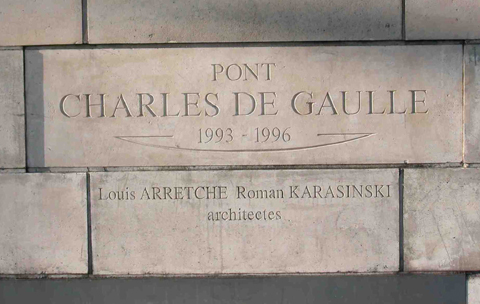 PONT
CHARLES DE GAULLE
1993 - 1996
Louis ARRETCHE Roman KARASINSKI
architectes